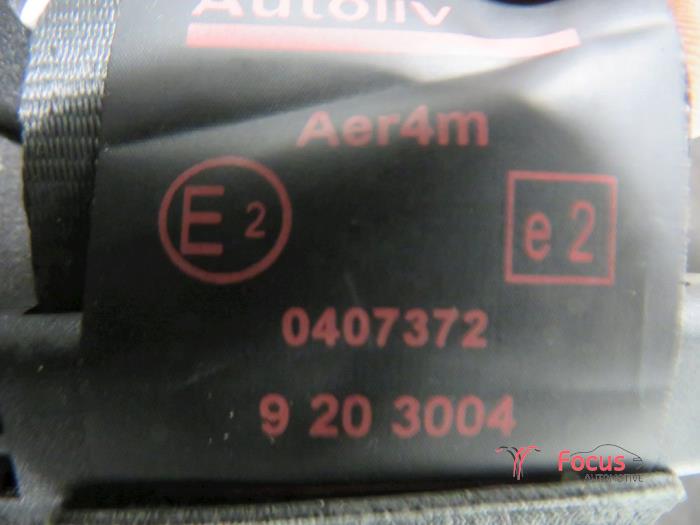 Autoliv
Aer4m
E 2
e 2
0407372
9 20 3004
Focus
AUTOMOTIVE